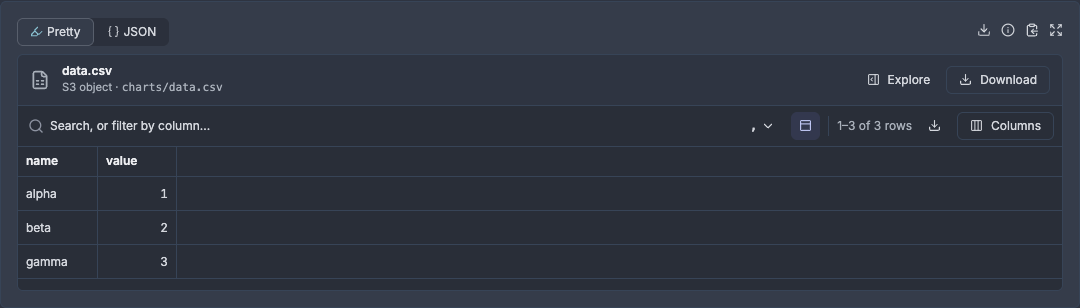 Pretty
{ } JSON
data.csv
S3 object · charts/data.csv
Explore
Download
Search, or filter by column...
,
1–3 of 3 rows
Columns
name value
alpha 1
beta 2
gamma 3